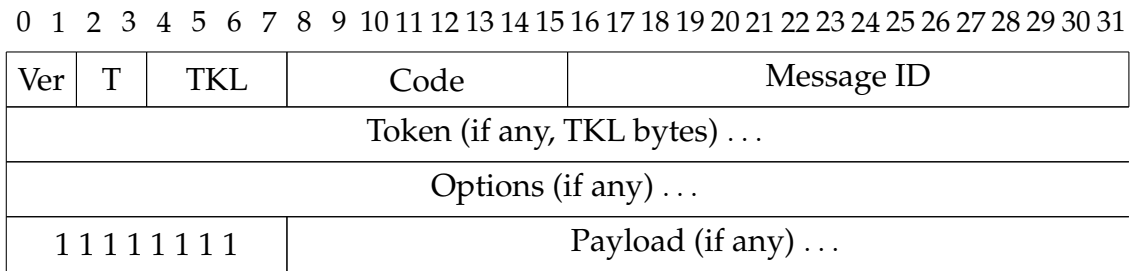 0 1 2 3 4 5 6 7 8 9 10 11 12 13 14 15 16 17 18 19 20 21 22 23 24 25 26 27 28 29 30 31
Ver T TKL Code Message ID
Token (if any, TKL bytes) . . .
Options (if any) . . .
1 1 1 1 1 1 1 1 Payload (if any) . . .